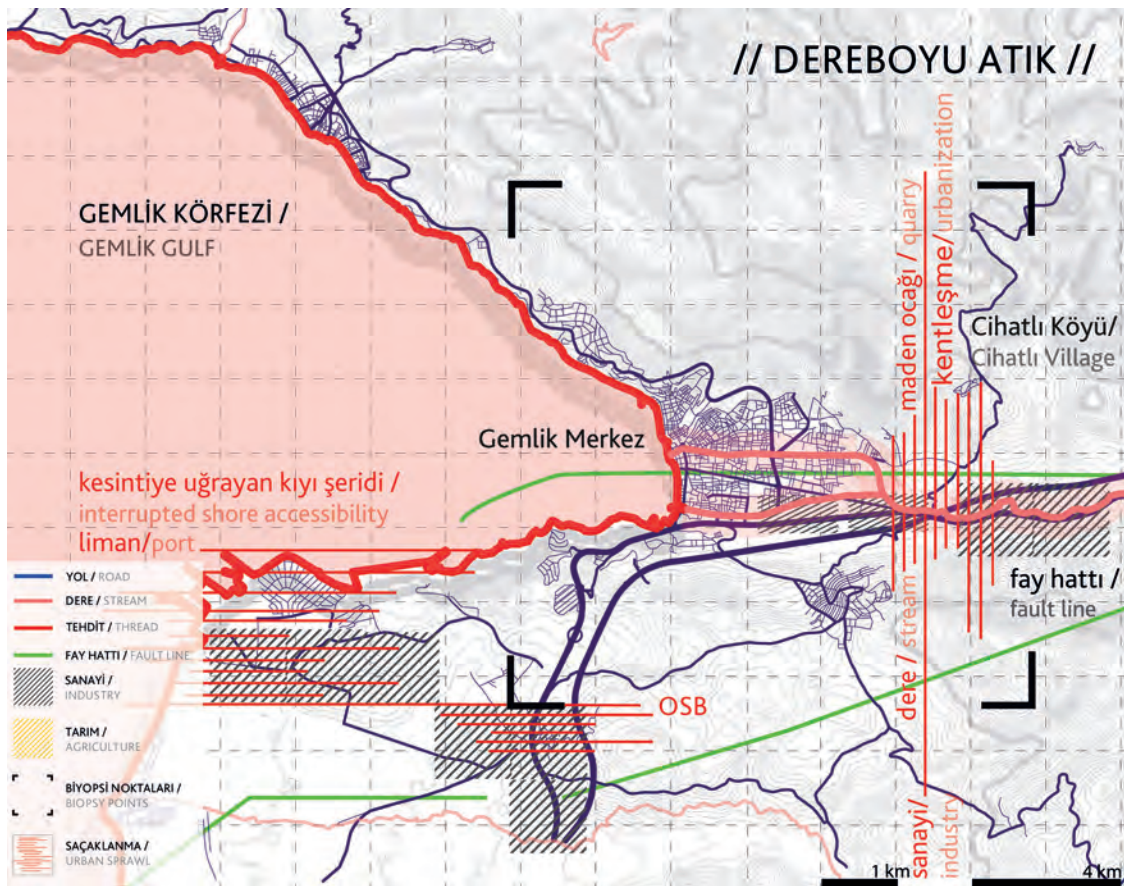 // DEREBOYU ATIK //
GEMLİK KÖRFEZİ /
GEMLİK GULF
maden ocağı / quarry
kentleşme/urbanization
Cihatlı Köyü/
Cihatlı Village
Gemlik Merkez
kesintiye uğrayan kıyı şeridi /
interrupted shore accessibility
liman/port
fay hattı /
fault line
dere / stream
OSB
sanayi/
industry
YOL / ROAD
DERE / STREAM
TEHDİT / THREAD
FAY HATTI / FAULT LINE
SANAYİ /
INDUSTRY
TARIM /
AGRICULTURE
BİYOPSİ NOKTALARI /
BIOPSY POINTS
SAÇAKLANMA /
URBAN SPRAWL
1 km
4 km